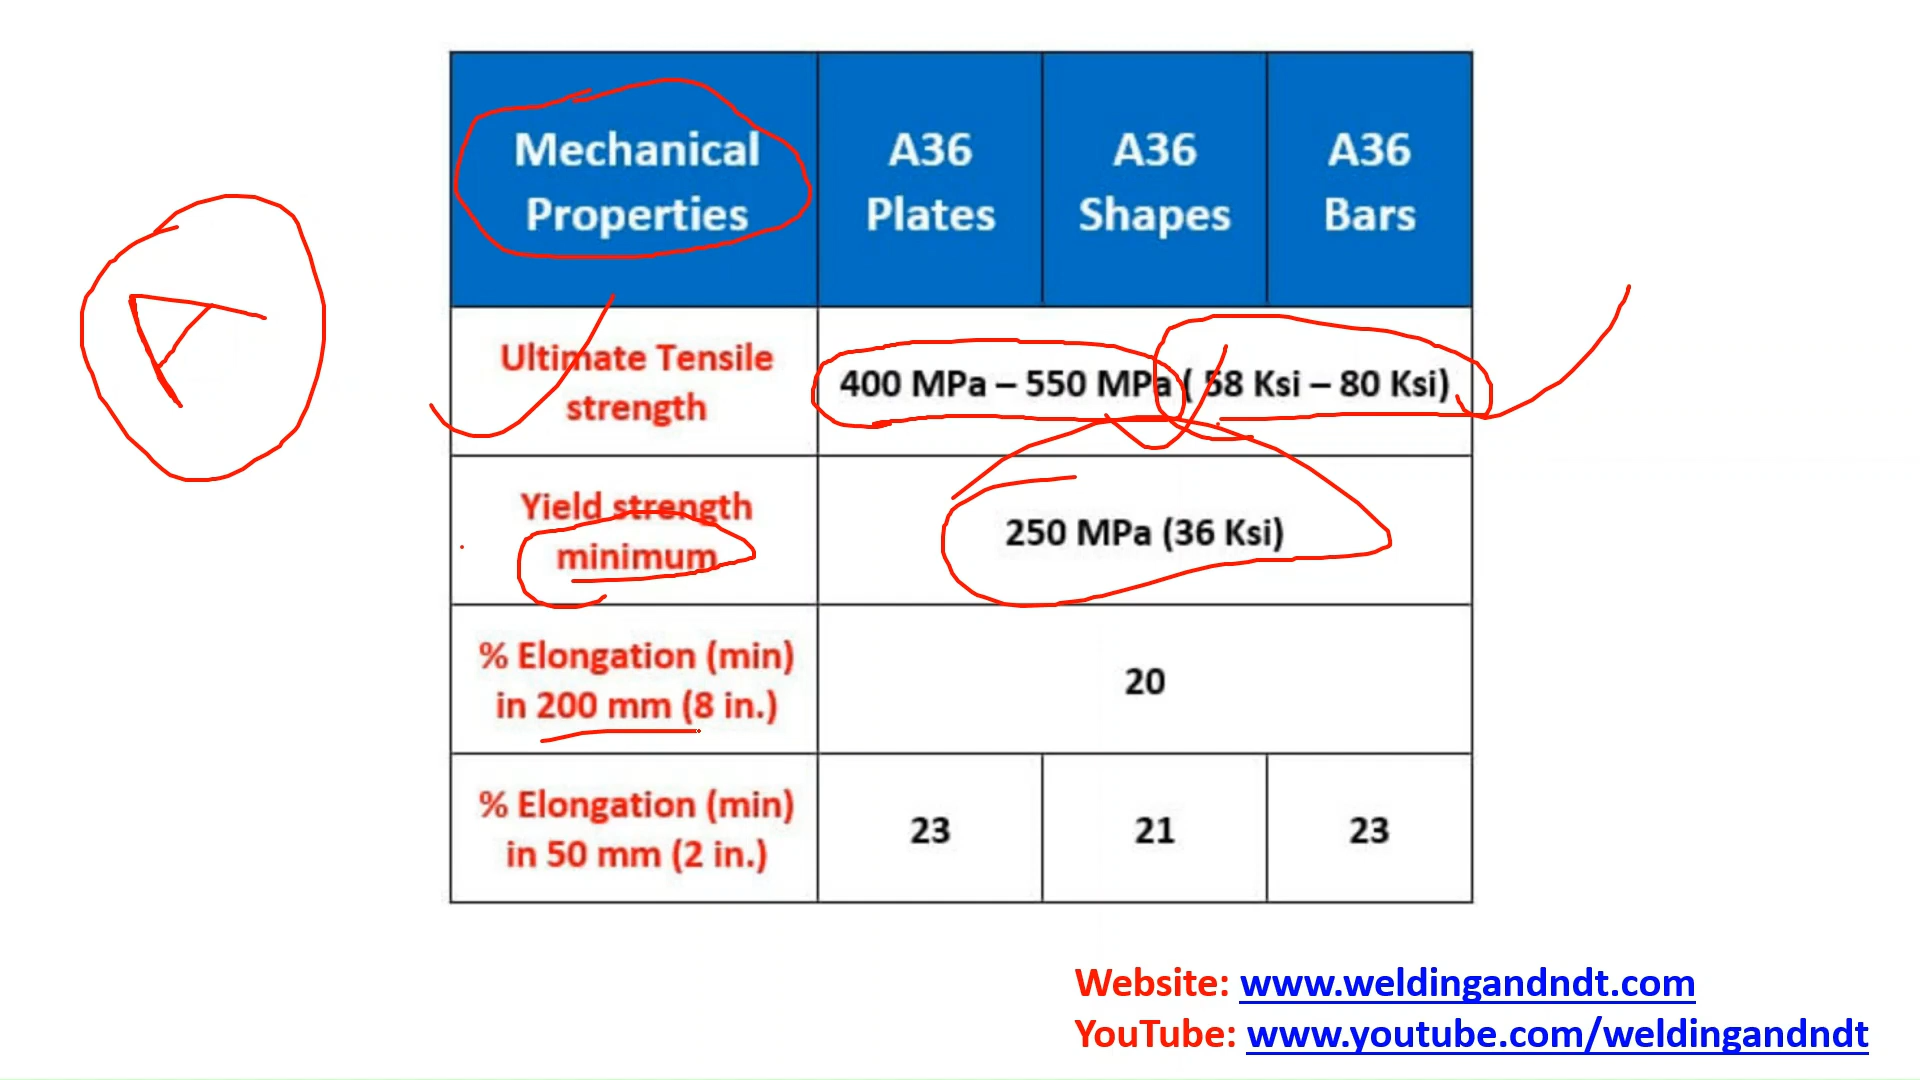 Mechanical
Properties
A36
Plates
A36
Shapes
A36
Bars
Ultimate Tensile
strength
400 MPa – 550 MPa ( 58 Ksi – 80 Ksi)
Yield strength
minimum
250 MPa (36 Ksi)
% Elongation (min)
in 200 mm (8 in.)
20
% Elongation (min)
in 50 mm (2 in.)
23
21
23
A
Website: www.weldingandndt.com
YouTube: www.youtube.com/weldingandndt